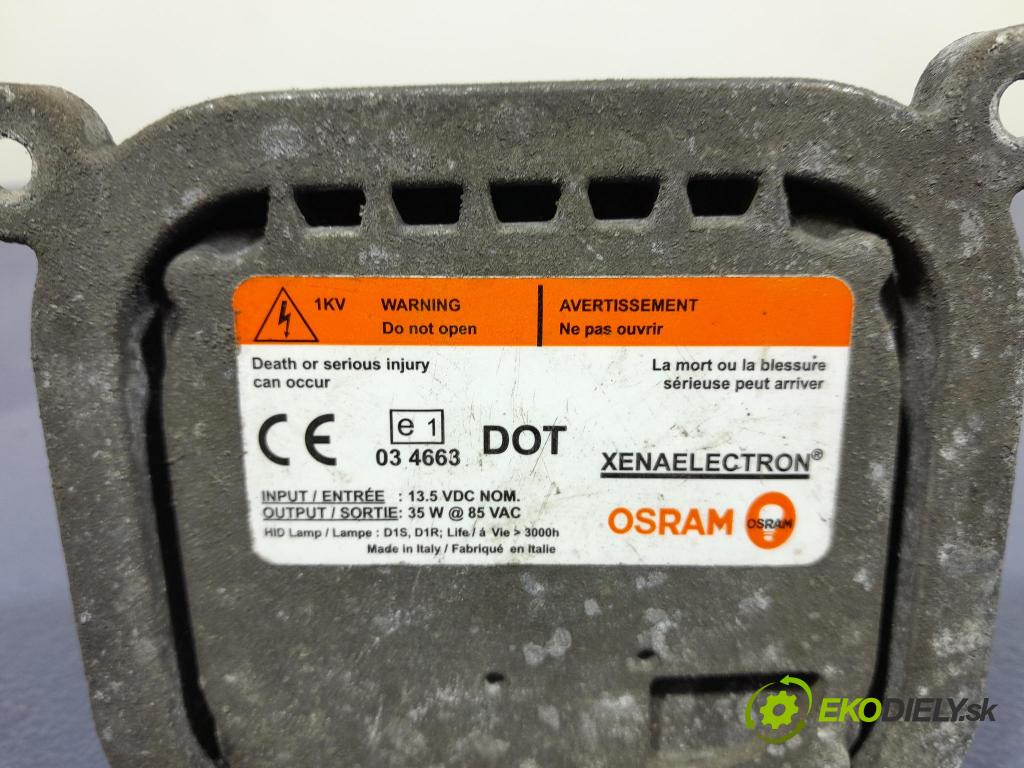 1KV WARNING AVERTISSEMENT
Do not open Ne pas ouvrir
Death or serious injury La mort ou la blessure
can occur sérieuse peut arriver
CE e 1 DOT
03 4663 XENAELECTRON®
INPUT / ENTRÉE : 13.5 VDC NOM.
OUTPUT / SORTIE: 35 W @ 85 VAC
OSRAM OSRAM
HID Lamp / Lampe : D1S, D1R; Life / á Vie > 3000h
Made in Italy / Fabriqué en Italie
EKODIELY.sk